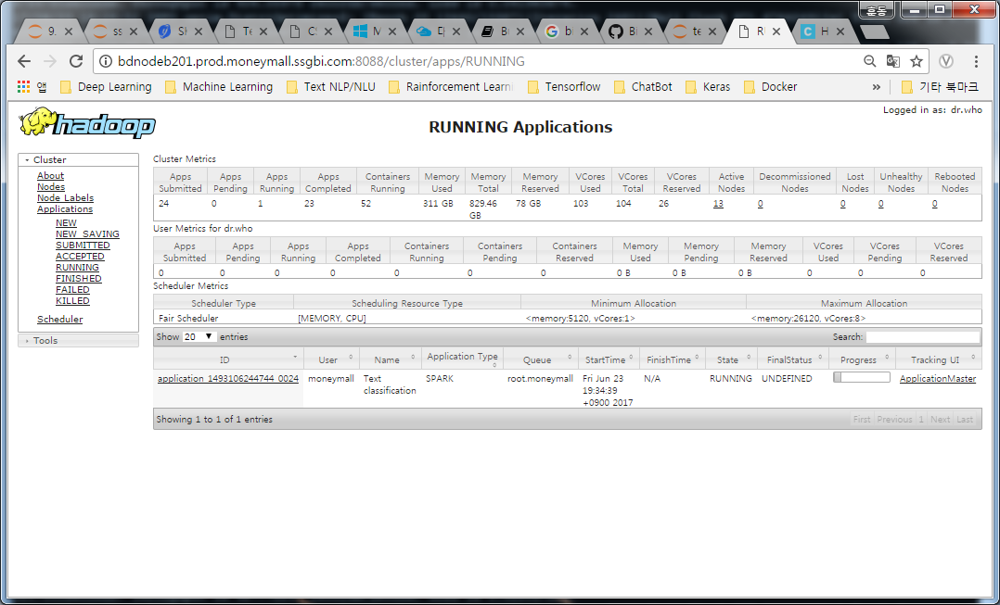 훈동
9.
ss
Sk
Te
C
M
Dj
B
b
Bi
te
R
H
bdnodeb201.prod.moneymall.ssgbi.com:8088/cluster/apps/RUNNING
앱 Deep Learning Machine Learning Text NLP/NLU Rainforcement Learni Tensorflow ChatBot Keras Docker » 기타 북마크
Logged in as: dr.who
hadoop
RUNNING Applications
Cluster
About
Nodes
Node Labels
Applications
NEW
NEW_SAVING
SUBMITTED
ACCEPTED
RUNNING
FINISHED
FAILED
KILLED
Scheduler
Tools
Cluster Metrics
Apps Submitted Apps Pending Apps Running Apps Completed Containers Running Memory Used Memory Total Memory Reserved VCores Used VCores Total VCores Reserved Active Nodes Decommissioned Nodes Lost Nodes Unhealthy Nodes Rebooted Nodes
24 0 1 23 52 311 GB 829.46 GB 78 GB 103 104 26 13 0 0 0 0
User Metrics for dr.who
Apps Submitted Apps Pending Apps Running Apps Completed Containers Running Containers Pending Containers Reserved Memory Used Memory Pending Memory Reserved VCores Used VCores Pending VCores Reserved
0 0 0 0 0 0 0 0 B 0 B 0 B 0 0 0
Scheduler Metrics
Scheduler Type Scheduling Resource Type Minimum Allocation Maximum Allocation
Fair Scheduler [MEMORY, CPU] <memory:5120, vCores:1> <memory:26120, vCores:8>
Show 20 entries Search:
ID User Name Application Type Queue StartTime FinishTime State FinalStatus Progress Tracking UI
application_1493106244744_0024 moneymall Text classification SPARK root.moneymall Fri Jun 23 19:34:39 +0900 2017 N/A RUNNING UNDEFINED ApplicationMaster
Showing 1 to 1 of 1 entries First Previous 1 Next Last